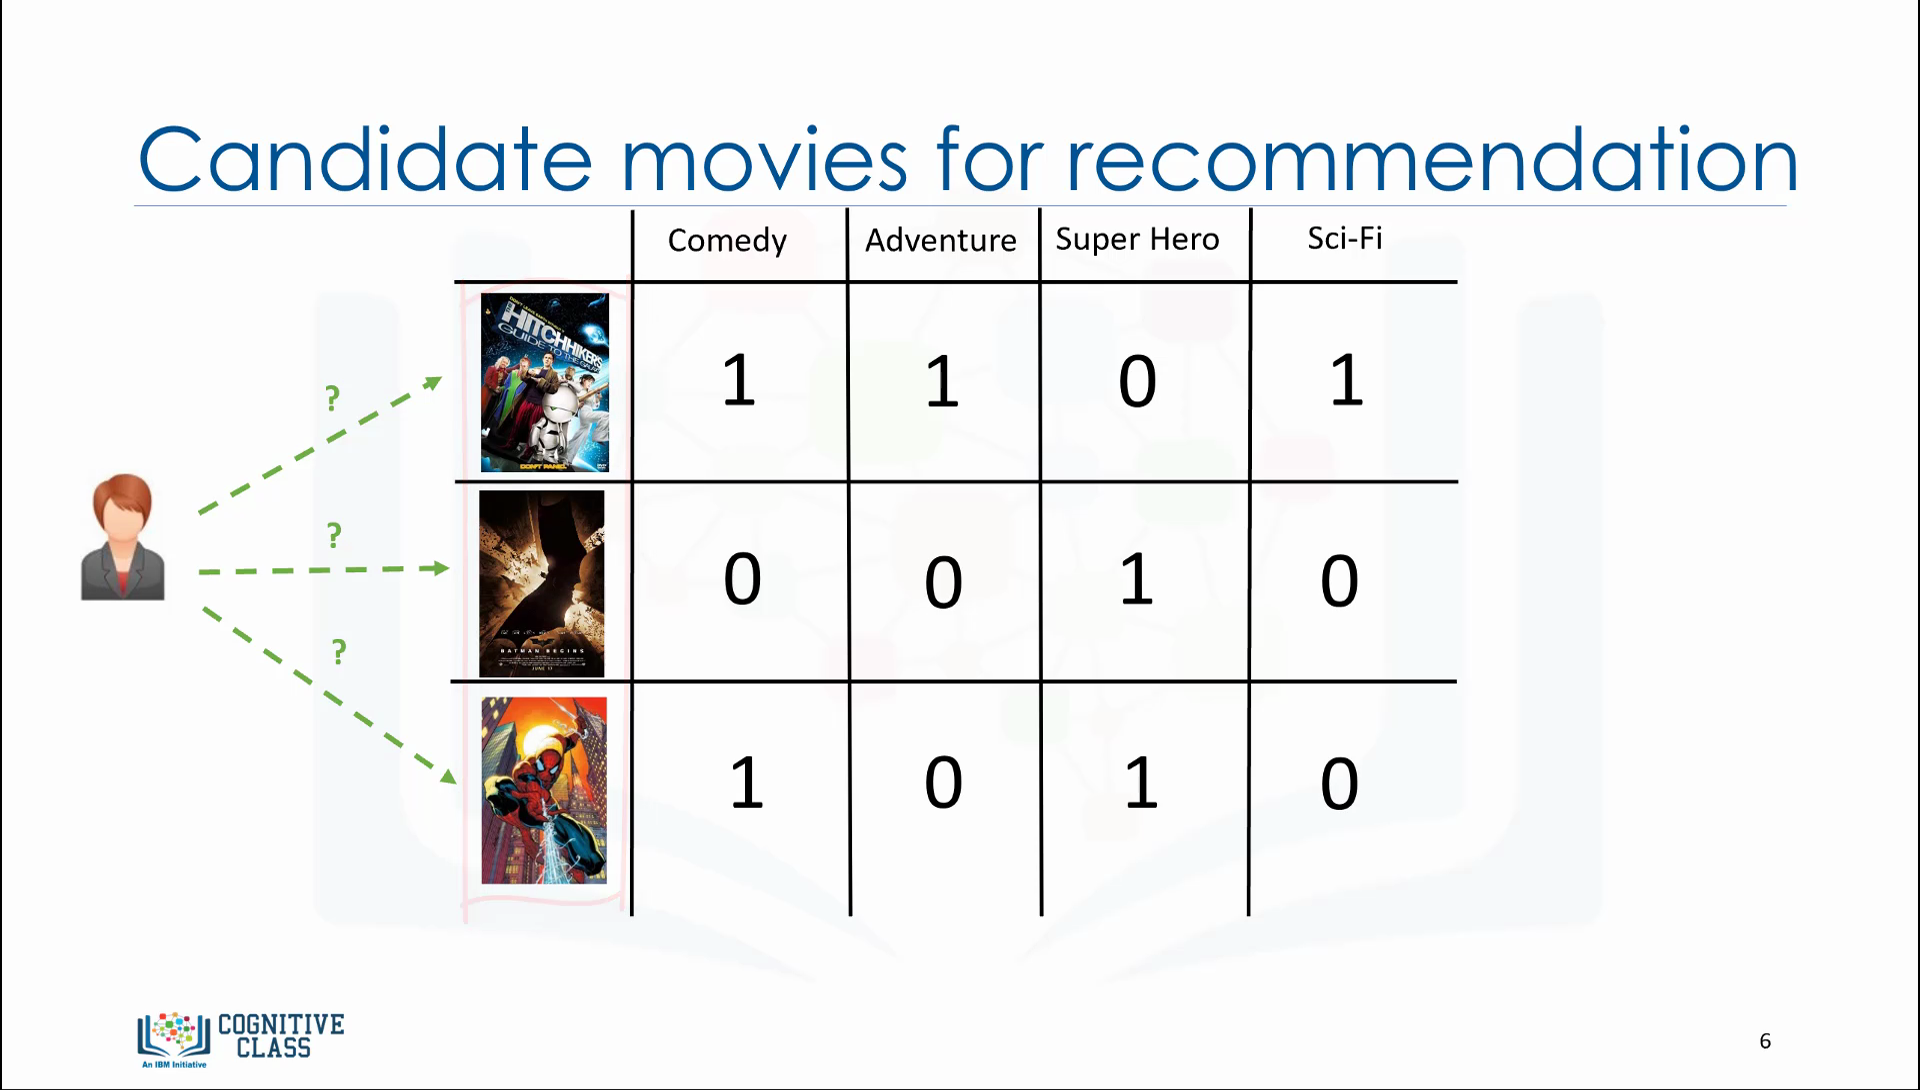 Candidate movies for recommendation
Comedy Adventure Super Hero Sci-Fi
HITCHHIKER'S
GUIDE TO THE GALAXY
DON'T PANIC
1 1 0 1
?
?
BATMAN BEGINS
JUNE 17
0 0 1 0
?
1 0 1 0
COGNITIVE
CLASS
An IBM Initiative
6